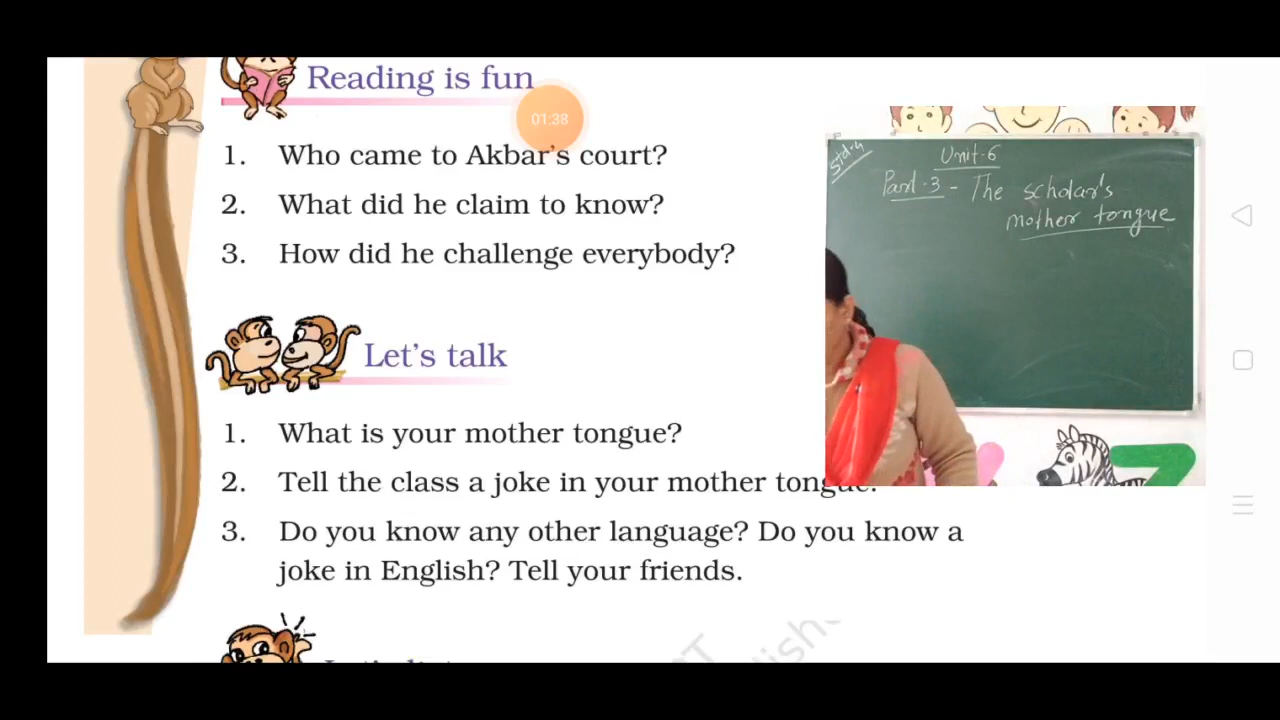 Reading is fun
01:38
1. Who came to Akbar's court?
2. What did he claim to know?
3. How did he challenge everybody?
Let's talk
1. What is your mother tongue?
2. Tell the class a joke in your mother tongue.
3. Do you know any other language? Do you know a
joke in English? Tell your friends.
Std-4
Unit-6
Part-3 - The scholar's
mother tongue